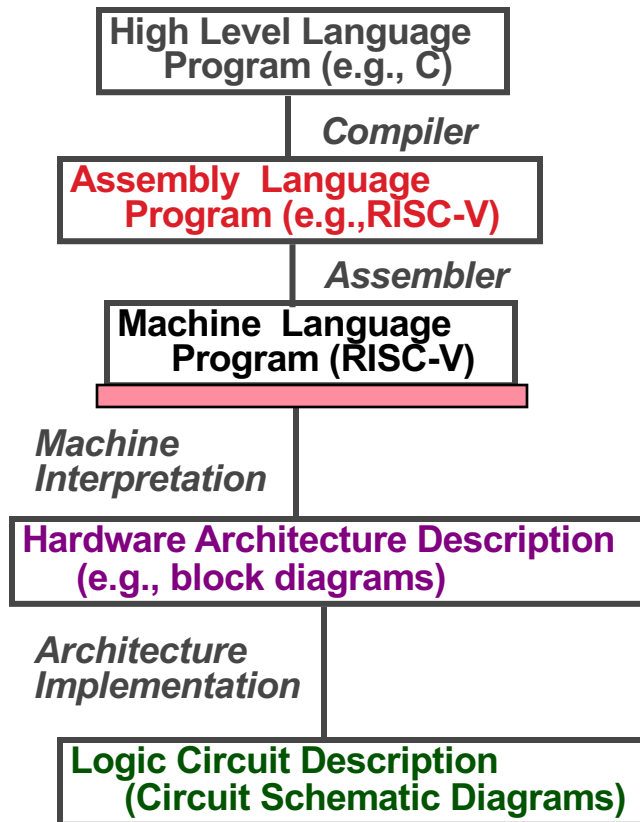 High Level Language
Program (e.g., C)
Compiler
Assembly Language
Program (e.g.,RISC-V)
Assembler
Machine Language
Program (RISC-V)
Machine
Interpretation
Hardware Architecture Description
(e.g., block diagrams)
Architecture
Implementation
Logic Circuit Description
(Circuit Schematic Diagrams)